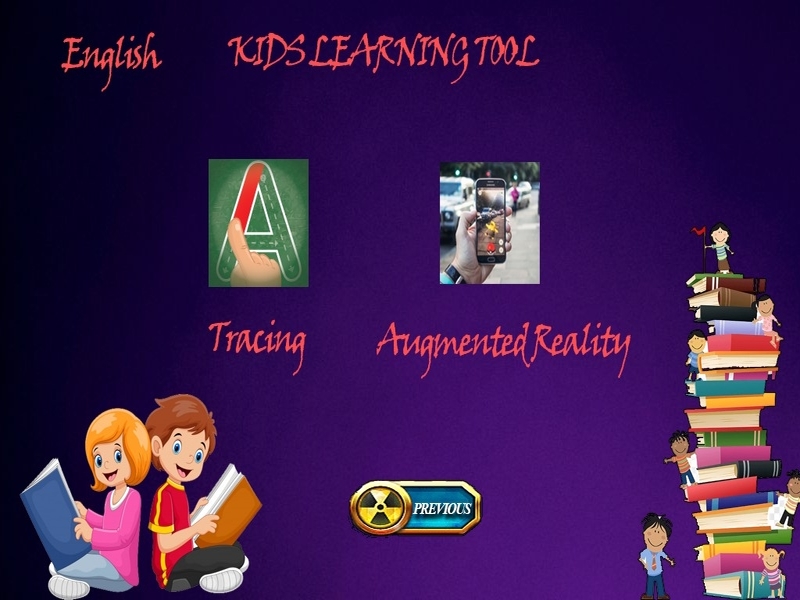 English
KIDS LEARNING TOOL
A
Tracing
Augmented Reality
PREVIOUS